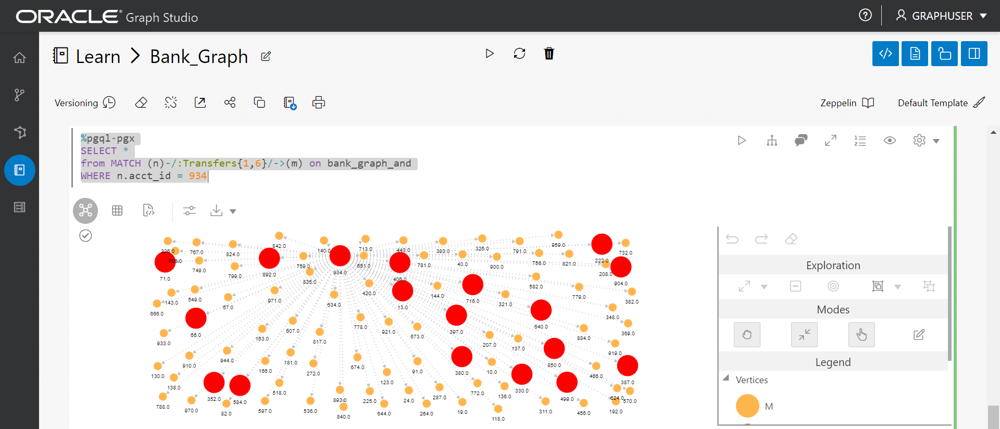 ORACLE® Graph Studio
GRAPHUSER
Learn > Bank_Graph
Versioning
Zeppelin
Default Template
%pgql-pgx
SELECT *
from MATCH (n)-/:Transfers{1,6}/->(m) on bank_graph_and
WHERE n.acct_id = 934
326.0 767.0 824.0 842.0 140.0 713.0 443.0 383.0 325.0 791.0 959.0 222.0 732.0
806.0 749.0 799.0 892.0 759.0 934.0 651.0 406.0 781.0 40.0 900.0 756.0 821.0 208.0 904.0
71.0 835.0 582.0
143.0 549.0 57.0 971.0 634.0 420.0 13.0 144.0 716.0 321.0 779.0 382.0
666.0 66.0 163.0 607.0 778.0 921.0 673.0 397.0 640.0 348.0 369.0
933.0 817.0 207.0 137.0 884.0 919.0
130.0 910.0 944.0 166.0 181.0 272.0 674.0 91.0 380.0 10.0 850.0 466.0 387.0
138.0 352.0 584.0 518.0 893.0 123.0 225.0 24.0 287.0 772.0 136.0 330.0 499.0 624.0 570.0
788.0 970.0 82.0 597.0 536.0 840.0 644.0 264.0 19.0 118.0 311.0 456.0 192.0
Exploration
Modes
Legend
Vertices
M